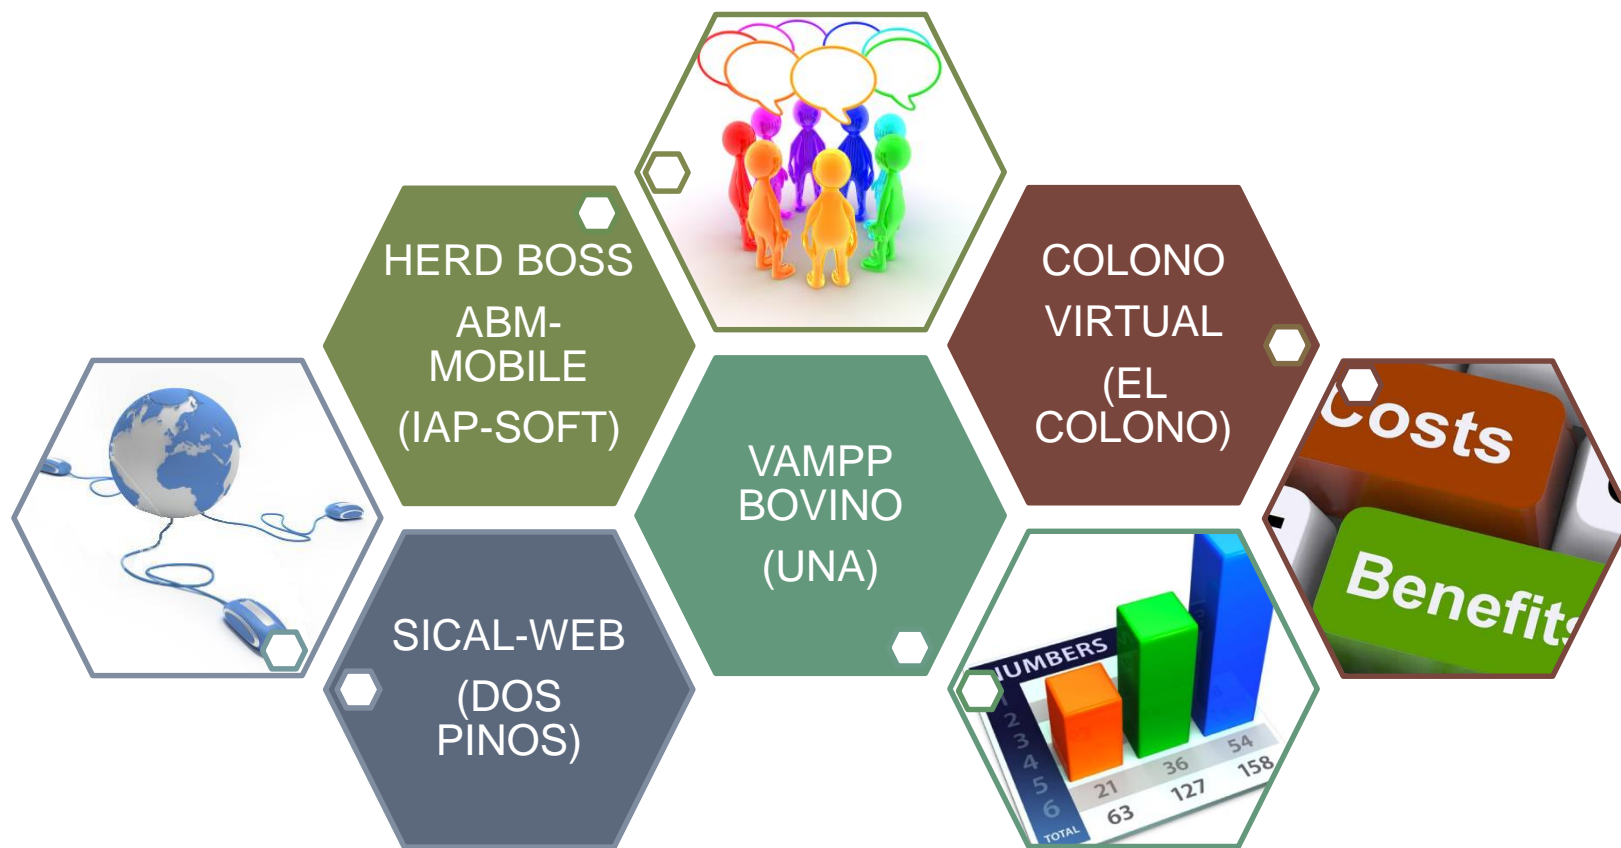 HERD BOSS
ABM-
MOBILE
(IAP-SOFT)
COLONO
VIRTUAL
(EL
COLONO)
VAMPP
BOVINO
(UNA)
SICAL-WEB
(DOS
PINOS)
Costs
Benefits
NUMBERS
1
2
3
4
5
6
TOTAL
21 36 54
63 127 158